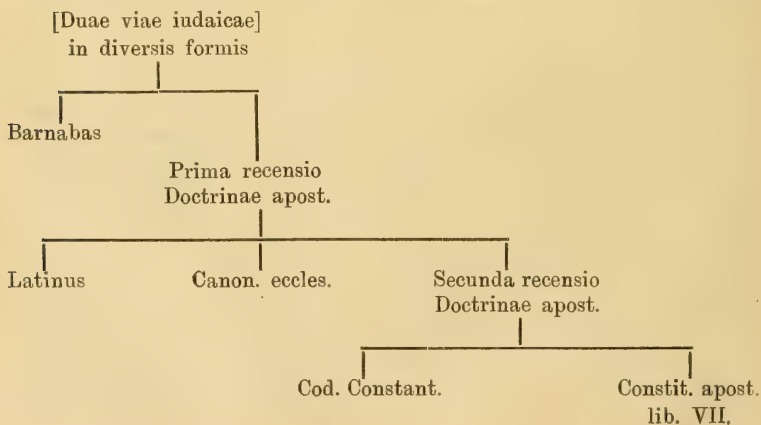 [Duae viae iudaicae]
in diversis formis
Barnabas
Prima recensio
Doctrinae apost.
Latinus Canon. eccles. Secunda recensio
Doctrinae apost.
Cod. Constant. Constit. apost.
lib. VII.